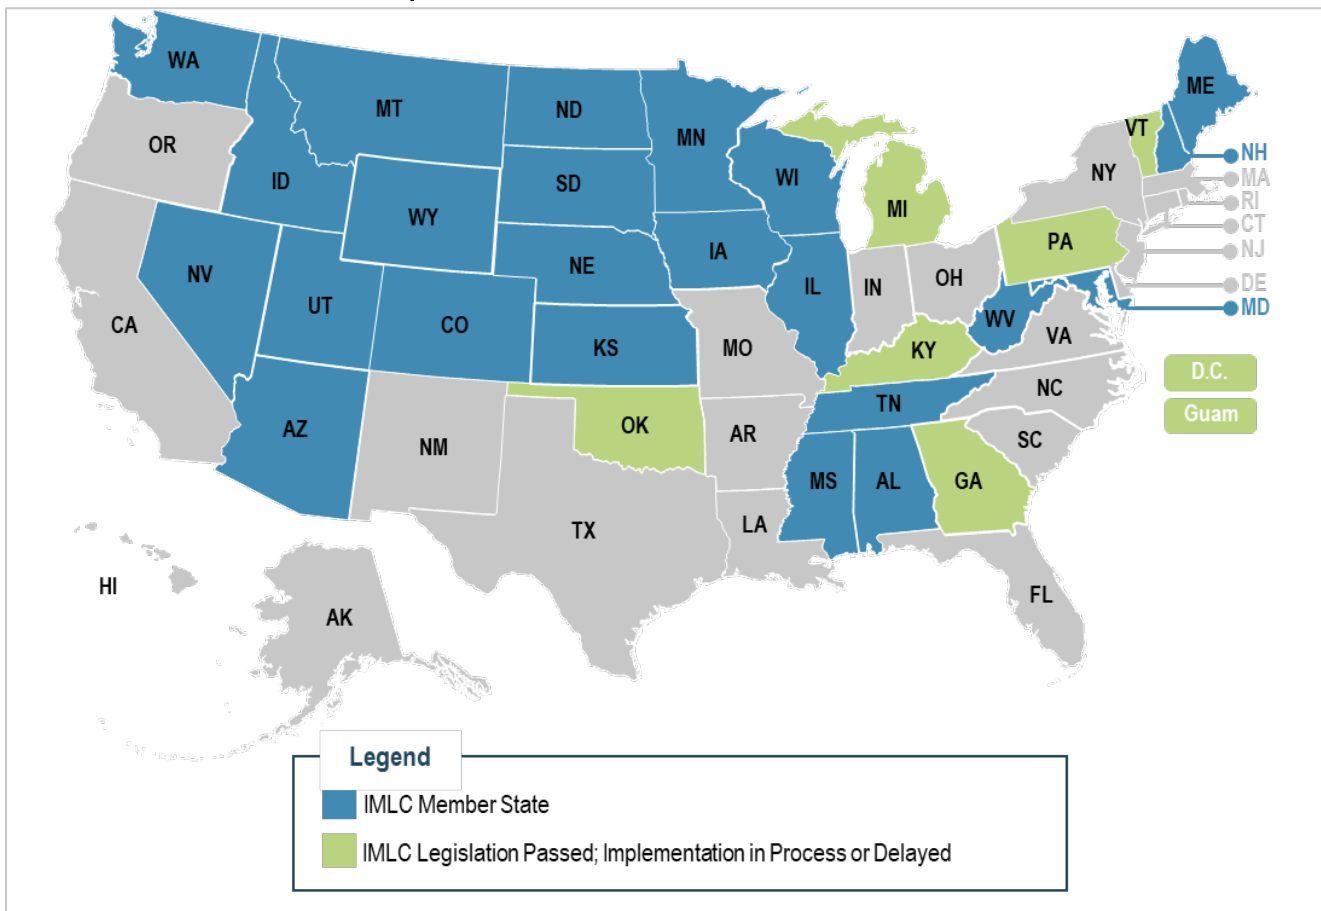 WA
MT
ND
MN
ME
OR
ID
SD
WI
VT
NH
NY
MA
WY
MI
RI
CT
NV
NE
IA
PA
NJ
UT
CO
IL
IN
OH
DE
MD
CA
KS
MO
WV
VA
KY
D.C.
AZ
NM
OK
AR
TN
NC
Guam
SC
MS
AL
GA
TX
LA
HI
AK
FL
Legend
IMLC Member State
IMLC Legislation Passed; Implementation in Process or Delayed